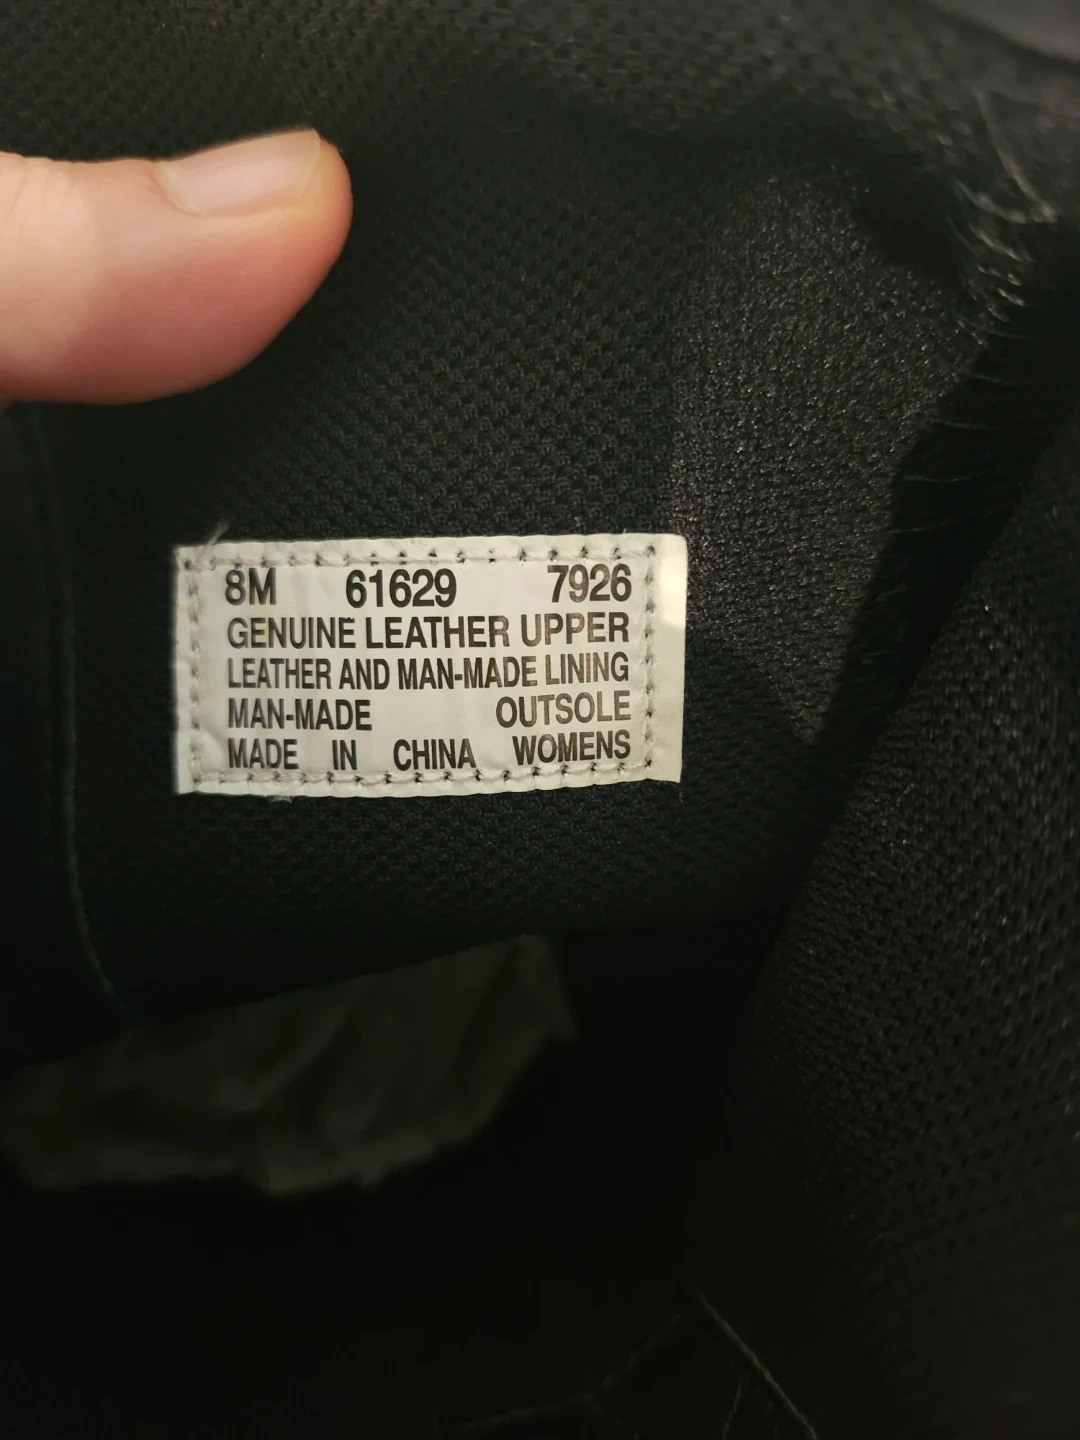 8M 61629 7926
GENUINE LEATHER UPPER
LEATHER AND MAN-MADE LINING
MAN-MADE OUTSOLE
MADE IN CHINA WOMENS